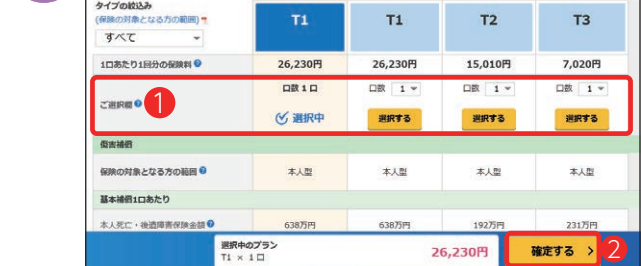 タイプの絞込み
(保険の対象となる方の範囲)
すべて
T1 T1 T2 T3
1口あたり1回分の保険料 ? 26,230円 26,230円 15,010円 7,020円
ご選択欄 ? 1 口数 1 口 口数 1 口数 1 口数 1
選択中 選択する 選択する 選択する
傷害補償
保険の対象となる方の範囲 ? 本人型 本人型 本人型 本人型
基本補償1口あたり
本人死亡・後遺障害保険金額 ? 638万円 638万円 192万円 231万円
選択中のプラン
T1 × 1口
26,230円 確定する > 2